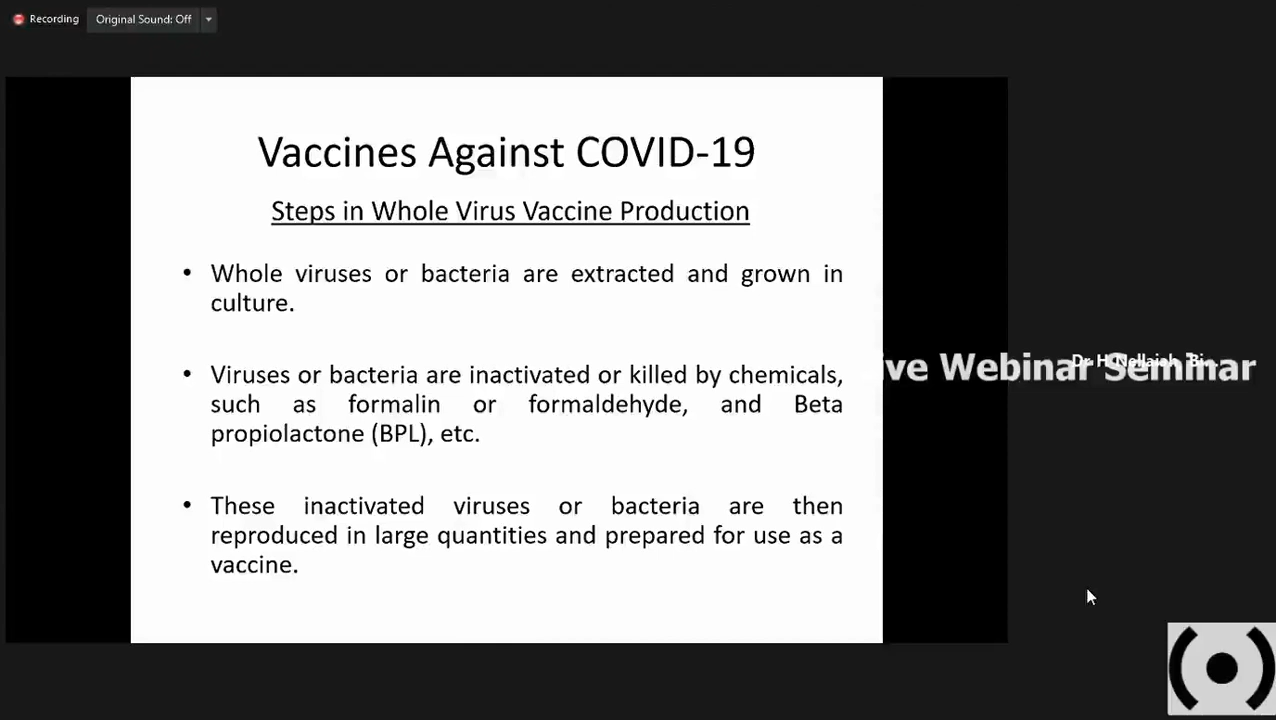 Recording
Original Sound: Off
Vaccines Against COVID-19
Steps in Whole Virus Vaccine Production
• Whole viruses or bacteria are extracted and grown in
culture.
• Viruses or bacteria are inactivated or killed by chemicals,
such as formalin or formaldehyde, and Beta
propiolactone (BPL), etc.
• These inactivated viruses or bacteria are then
reproduced in large quantities and prepared for use as a
vaccine.
ive Webinar Seminar
Dr H Nellaiah